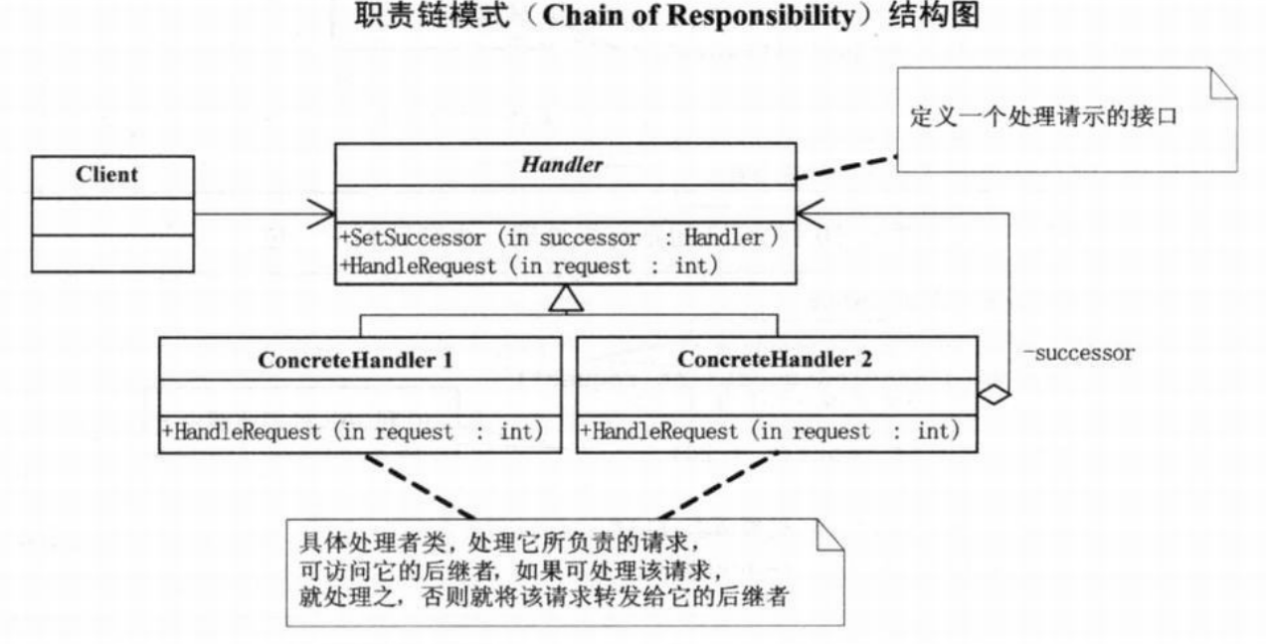 职责链模式（Chain of Responsibility）结构图
定义一个处理请示的接口
Client
Handler
+SetSuccessor (in successor : Handler)
+HandleRequest (in request : int)
ConcreteHandler 1
+HandleRequest (in request : int)
ConcreteHandler 2
+HandleRequest (in request : int)
-successor
具体处理者类，处理它所负责的请求，
可访问它的后继者，如果可处理该请求，
就处理之，否则就将该请求转发给它的后继者